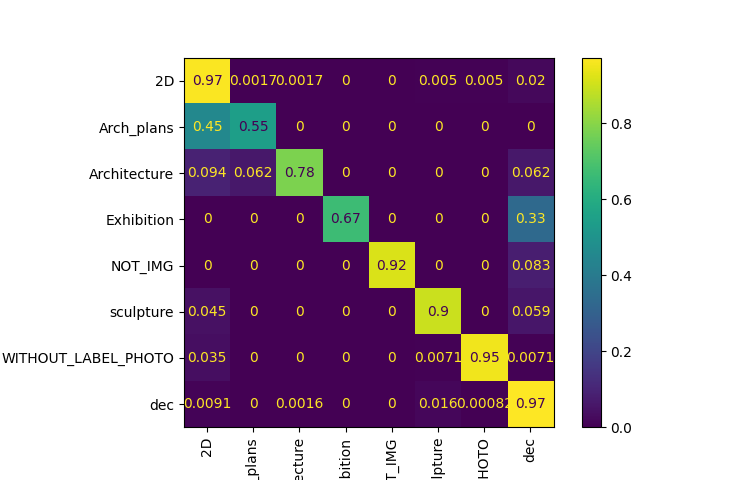 2D 0.97 0.0017 0.0017 0 0 0.005 0.005 0.02
Arch_plans 0.45 0.55 0 0 0 0 0 0
Architecture 0.094 0.062 0.78 0 0 0 0 0.062
Exhibition 0 0 0 0.67 0 0 0 0.33
NOT_IMG 0 0 0 0 0.92 0 0 0.083
sculpture 0.045 0 0 0 0 0.9 0 0.059
WITHOUT_LABEL_PHOTO 0.035 0 0 0 0 0.0071 0.95 0.0071
dec 0.0091 0 0.0016 0 0 0.016 0.00082 0.97
2D _plans ecture bition T_IMG lpture HOTO dec
0.8
0.6
0.4
0.2
0.0